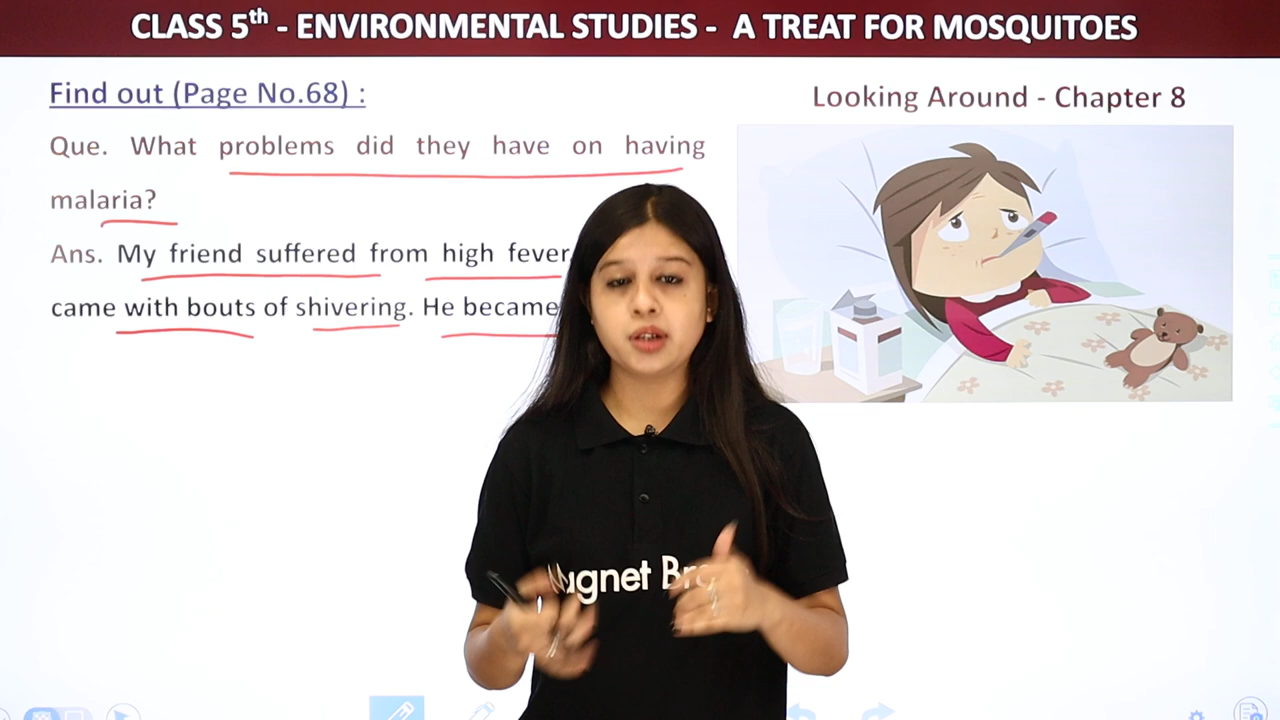 CLASS 5th - ENVIRONMENTAL STUDIES - A TREAT FOR MOSQUITOES
Find out (Page No.68) :
Looking Around - Chapter 8
Que. What problems did they have on having
malaria?
Ans. My friend suffered from high fever
came with bouts of shivering. He became
Magnet Bra